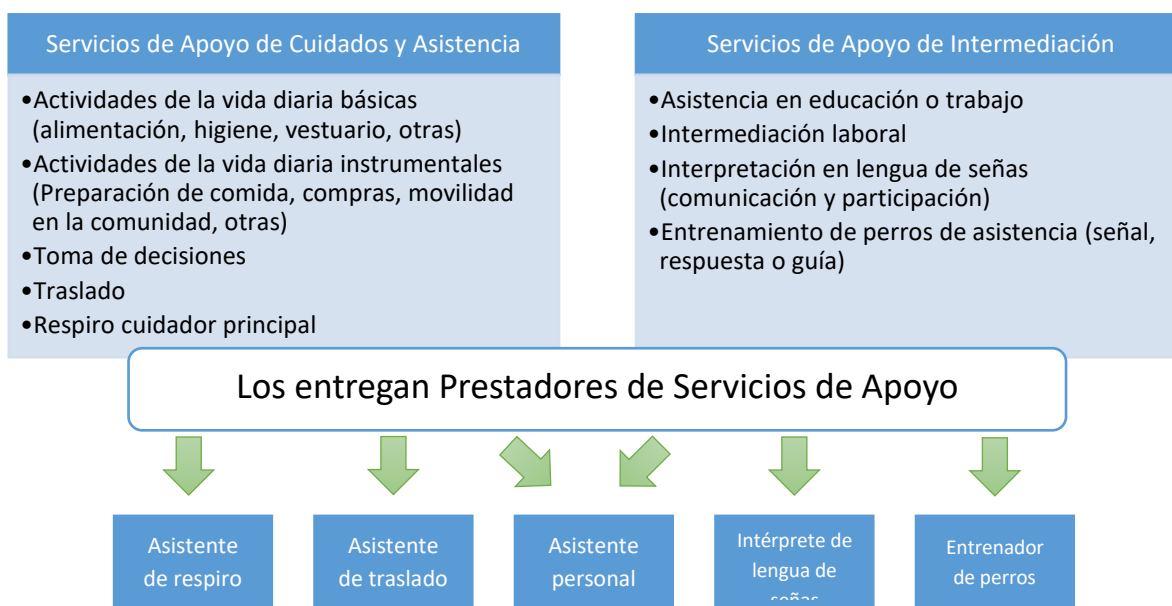 Servicios de Apoyo de Cuidados y Asistencia
•Actividades de la vida diaria básicas
(alimentación, higiene, vestuario, otras)
•Actividades de la vida diaria instrumentales
(Preparación de comida, compras, movilidad
en la comunidad, otras)
•Toma de decisiones
•Traslado
•Respiro cuidador principal
Servicios de Apoyo de Intermediación
•Asistencia en educación o trabajo
•Intermediación laboral
•Interpretación en lengua de señas
(comunicación y participación)
•Entrenamiento de perros de asistencia (señal,
respuesta o guía)
Los entregan Prestadores de Servicios de Apoyo
Asistente
de respiro
Asistente
de traslado
Asistente
personal
Intérprete de
lengua de
señas
Entrenador
de perros